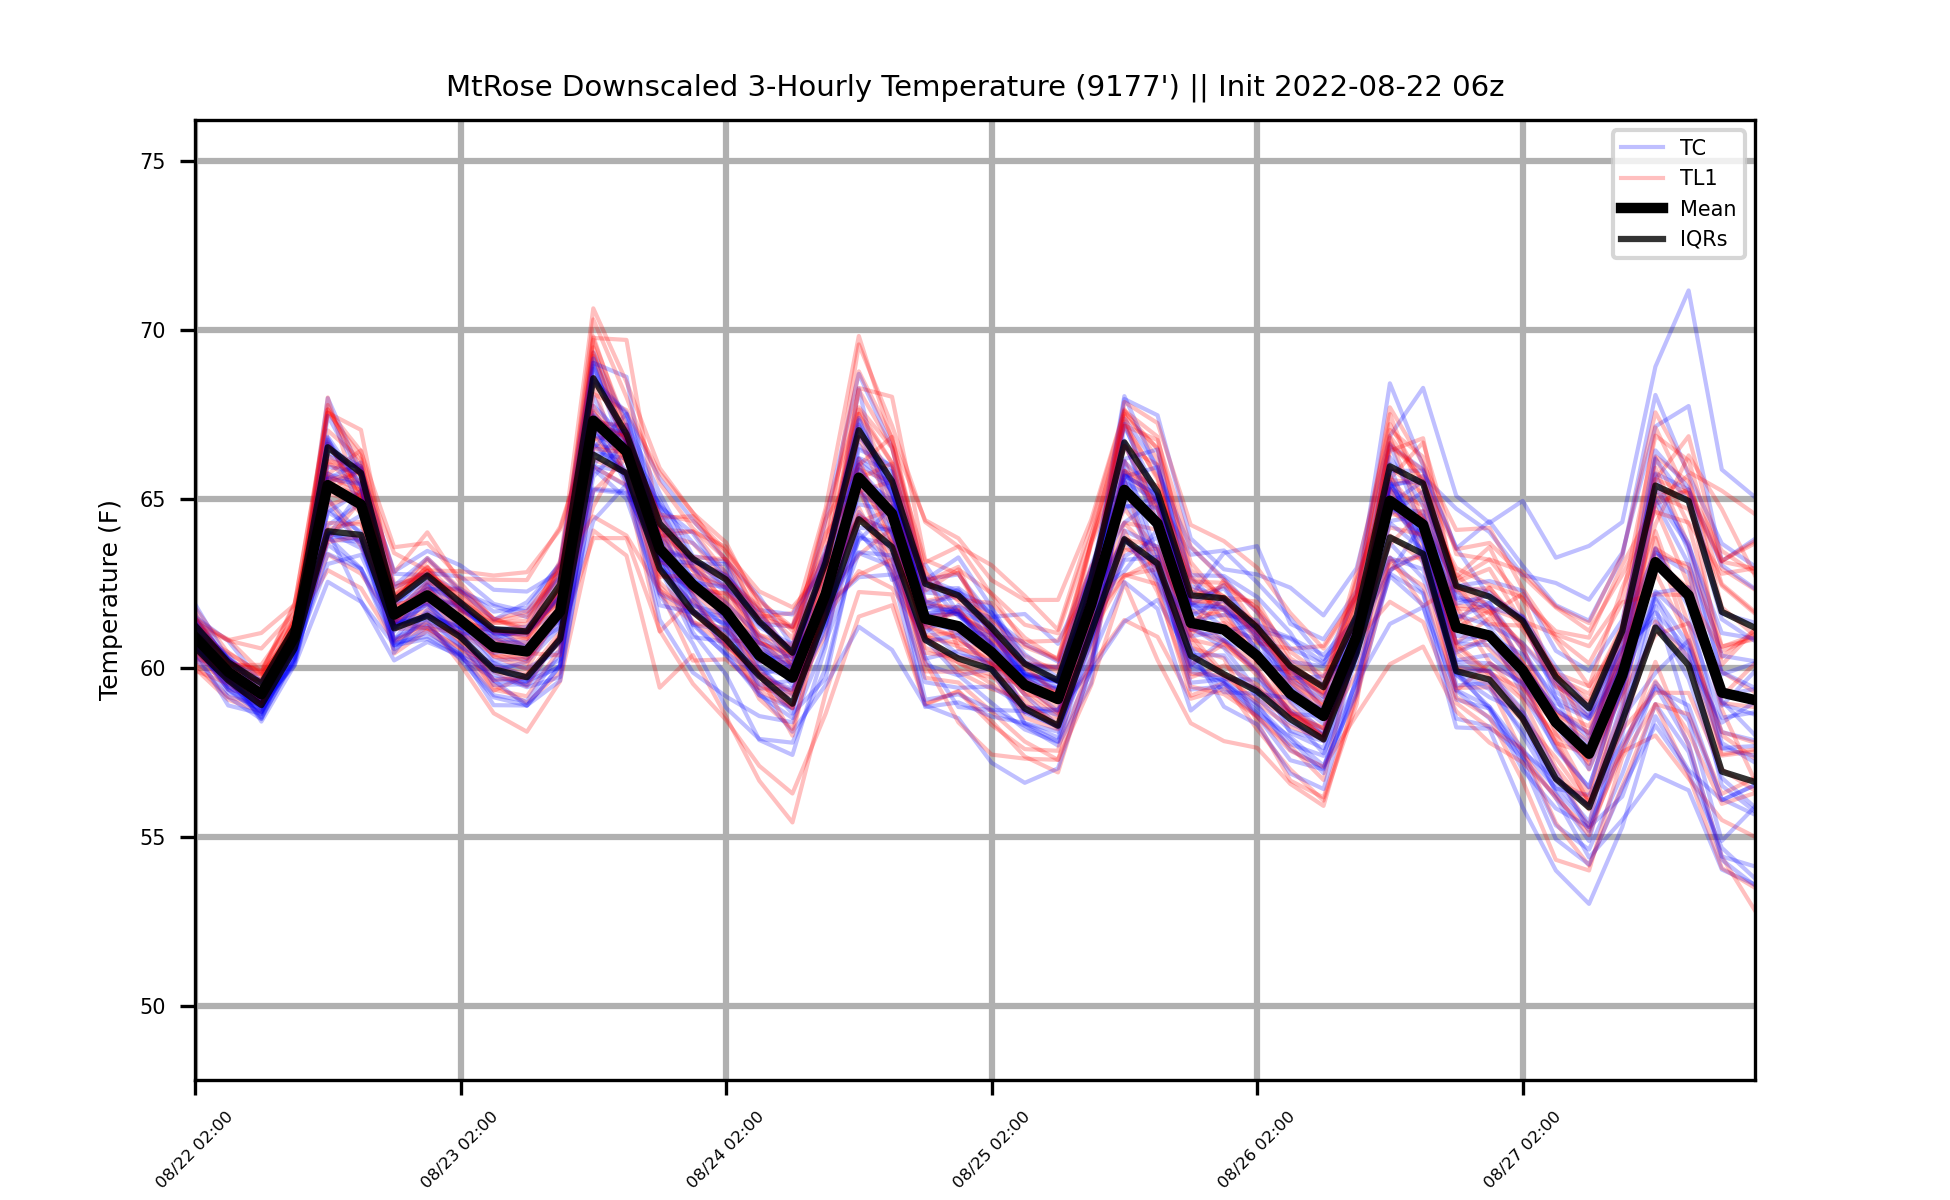 MtRose Downscaled 3-Hourly Temperature (9177') || Init 2022-08-22 06z
TC
TL1
Mean
IQRs
Temperature (F)
75
70
65
60
55
50
08/22 02:00
08/23 02:00
08/24 02:00
08/25 02:00
08/26 02:00
08/27 02:00